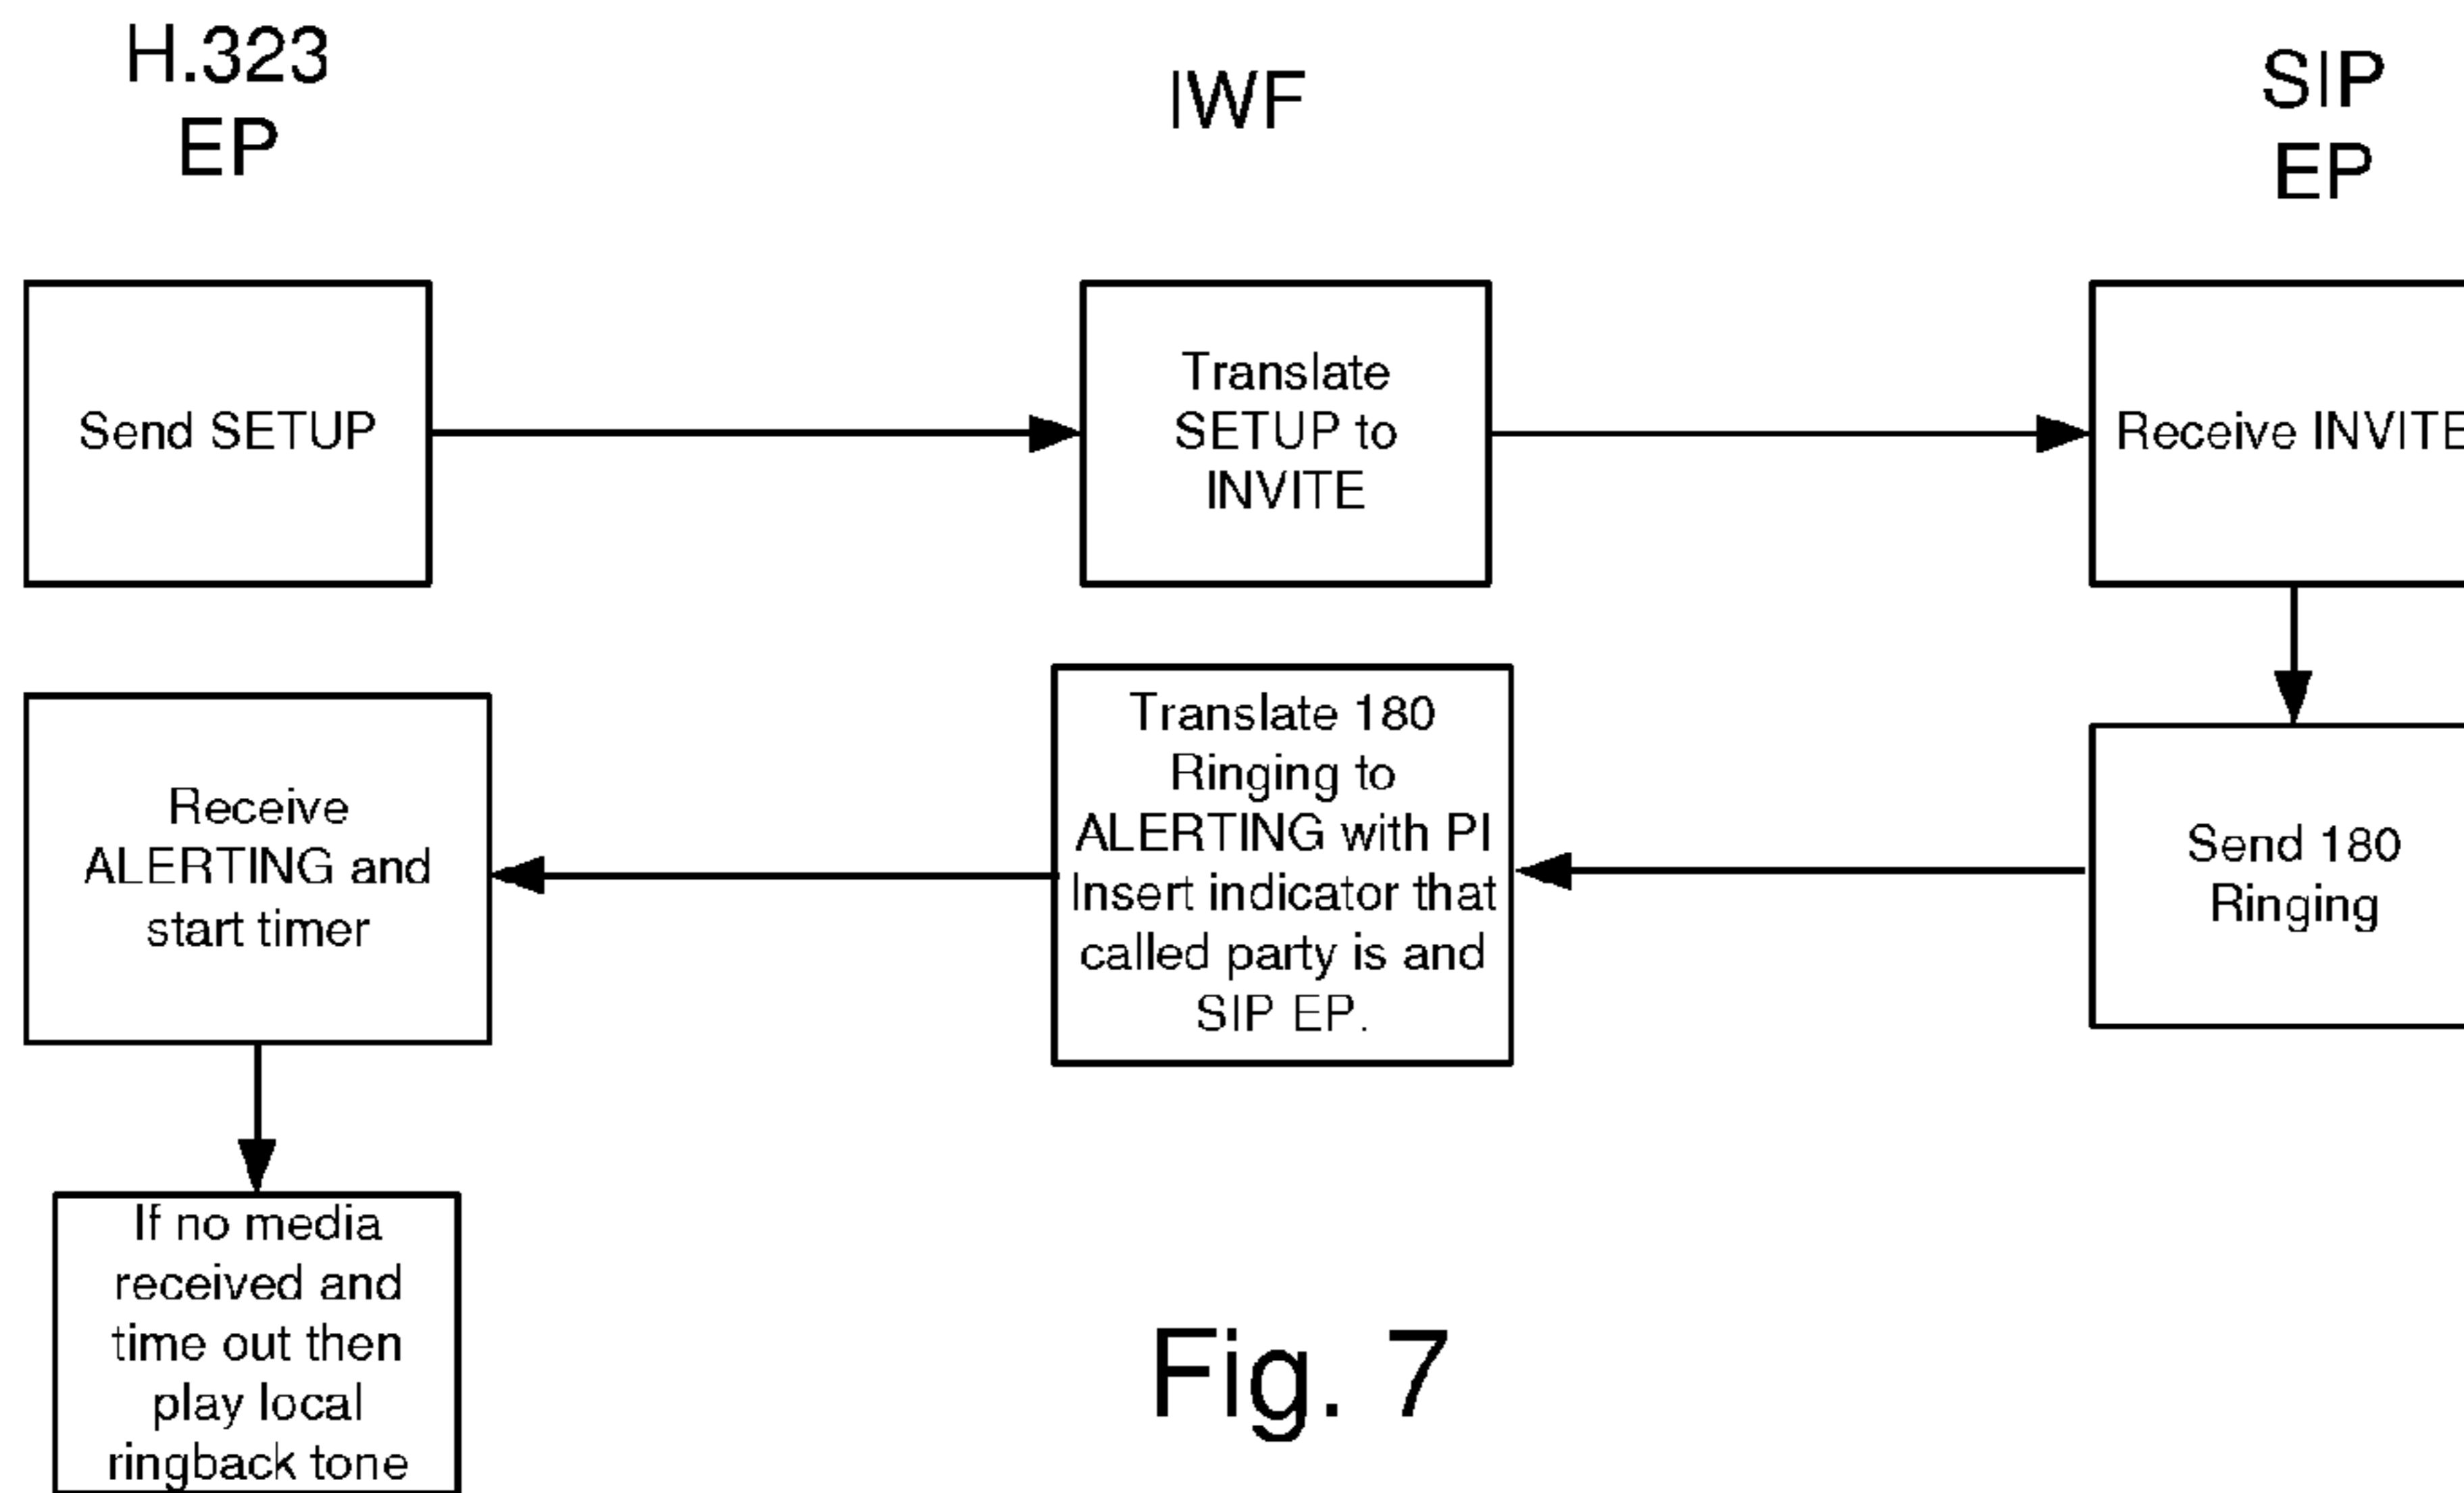 H.323
EP
IWF
SIP
EP
Send SETUP
Translate
SETUP to
INVITE
Receive INVITE
Receive
ALERTING and
start timer
Translate 180
Ringing to
ALERTING with PI
Insert indicator that
called party is and
SIP EP.
Send 180
Ringing
If no media
received and
time out then
play local
ringback tone
Fig. 7